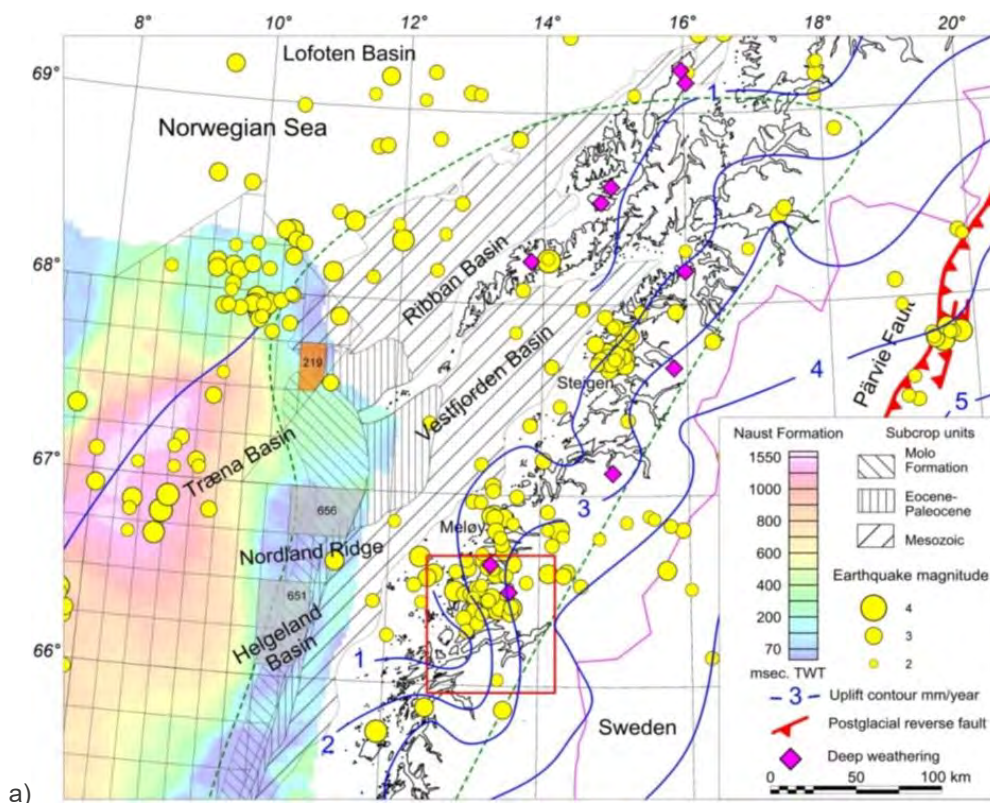 8° 10° 12° 14° 16° 18° 20°
Lofoten Basin
69°
1
Norwegian Sea
68°
Ribban Basin
Pärvie Fault
219
Vestfjorden Basin
Steigen
4
5
67°
Træna Basin
3
656
Meløy
Nordland Ridge
651
Helgeland
Basin
66°
1
2
Sweden
Naust Formation
1550
1000
800
600
400
200
70
msec. TWT
Subcrop units
Molo
Formation
Eocene-
Paleocene
Mesozoic
Earthquake magnitude
4
3
2
3 Uplift contour mm/year
Postglacial reverse fault
Deep weathering
0 50 100 km
a)